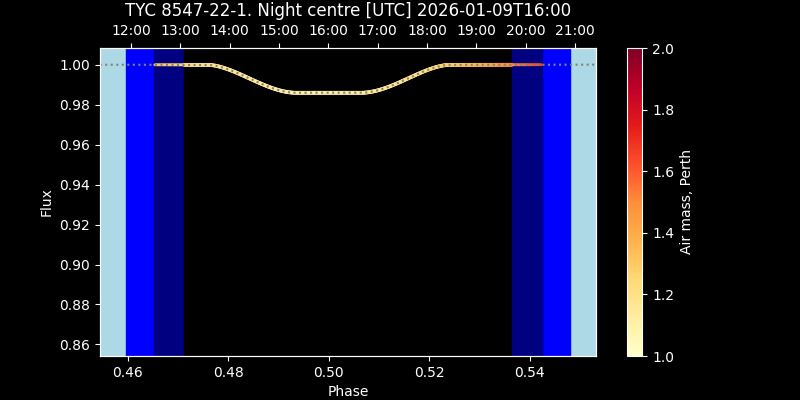 TYC 8547-22-1. Night centre [UTC] 2026-01-09T16:00
12:00 13:00 14:00 15:00 16:00 17:00 18:00 19:00 20:00 21:00
1.00
0.98
0.96
0.94
0.92
0.90
0.88
0.86
Flux
0.46 0.48 0.50 0.52 0.54
Phase
2.0
1.8
1.6
1.4
1.2
1.0
Air mass, Perth